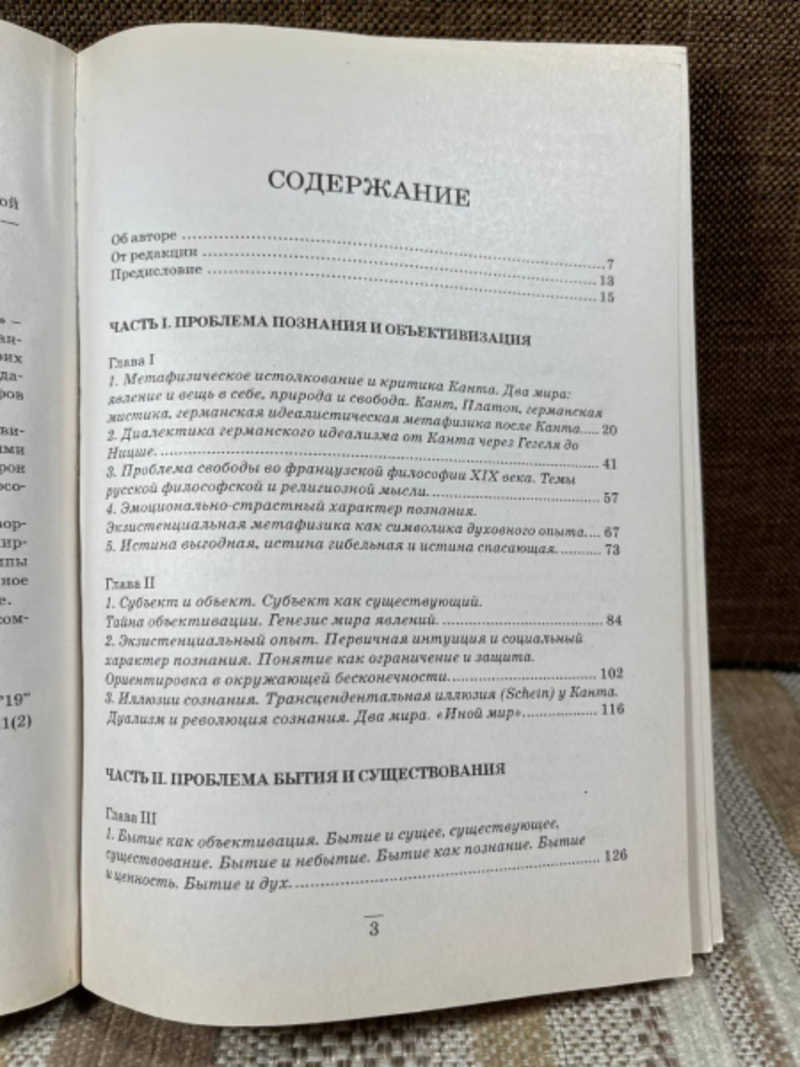 СОДЕРЖАНИЕ
Об авторе ........ 7
От редакции ........ 13
Предисловие ........ 15
ЧАСТЬ I. ПРОБЛЕМА ПОЗНАНИЯ И ОБЪЕКТИВИЗАЦИЯ
Глава I
1. Метафизическое истолкование и критика Канта. Два мира:
явление и вещь в себе, природа и свобода. Кант, Платон, германская
мистика, германская идеалистическая метафизика после Канта..... 20
2. Диалектика германского идеализма от Канта через Гегеля до
Ницше. ........ 41
3. Проблема свободы во французской философии XIX века. Темы
русской философской и религиозной мысли. ........ 57
4. Эмоционально-страстный характер познания.
Экзистенциальная метафизика как символика духовного опыта.... 67
5. Истина выгодная, истина гибельная и истина спасающая. ........ 73
Глава II
1. Субъект и объект. Субъект как существующий.
Тайна объективации. Генезис мира явлений. ........ 84
2. Экзистенциальный опыт. Первичная интуиция и социальный
характер познания. Понятие как ограничение и защита.
Ориентировка в окружающей бесконечности. ........ 102
3. Иллюзии сознания. Трансцендентальная иллюзия (Schein) у Канта.
Дуализм и революция сознания. Два мира. «Иной мир» ........ 116
ЧАСТЬ II. ПРОБЛЕМА БЫТИЯ И СУЩЕСТВОВАНИЯ
Глава III
1. Бытие как объективация. Бытие и сущее, существующее,
существование. Бытие и небытие. Бытие как познание. Бытие
и ценность. Бытие и дух. ........ 126
3